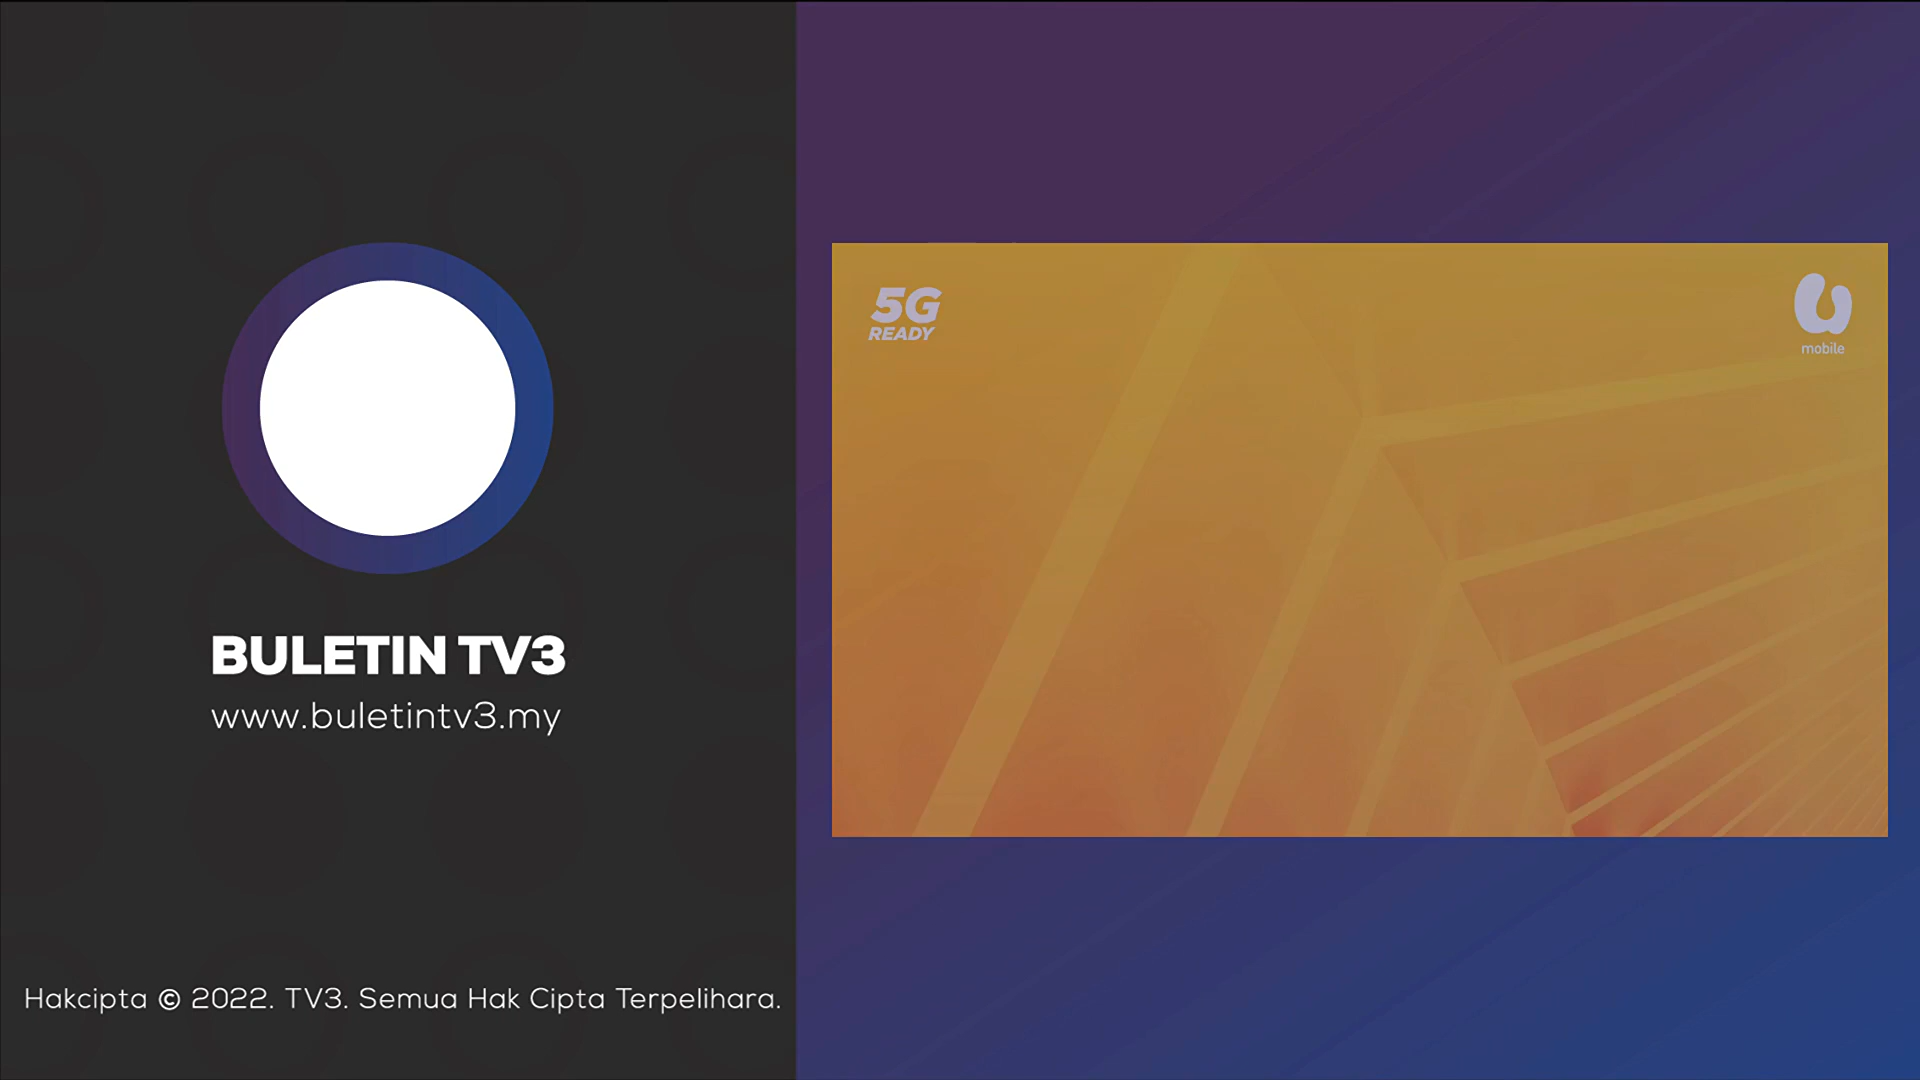 BULETIN TV3
www.buletintv3.my
Hakcipta © 2022. TV3. Semua Hak Cipta Terpelihara.
5G
READY
mobile